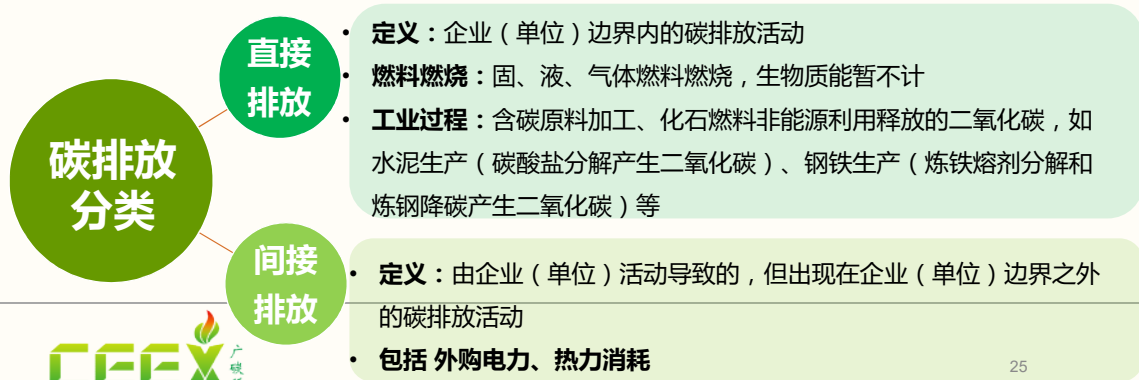 碳排放
分类
直接
排放
• 定义：企业（单位）边界内的碳排放活动
• 燃料燃烧：固、液、气体燃料燃烧，生物质能暂不计
• 工业过程：含碳原料加工、化石燃料非能源利用释放的二氧化碳，如
水泥生产（碳酸盐分解产生二氧化碳）、钢铁生产（炼铁熔剂分解和
炼钢降碳产生二氧化碳）等
间接
排放
• 定义：由企业（单位）活动导致的，但出现在企业（单位）边界之外
的碳排放活动
• 包括 外购电力、热力消耗
广碳
25